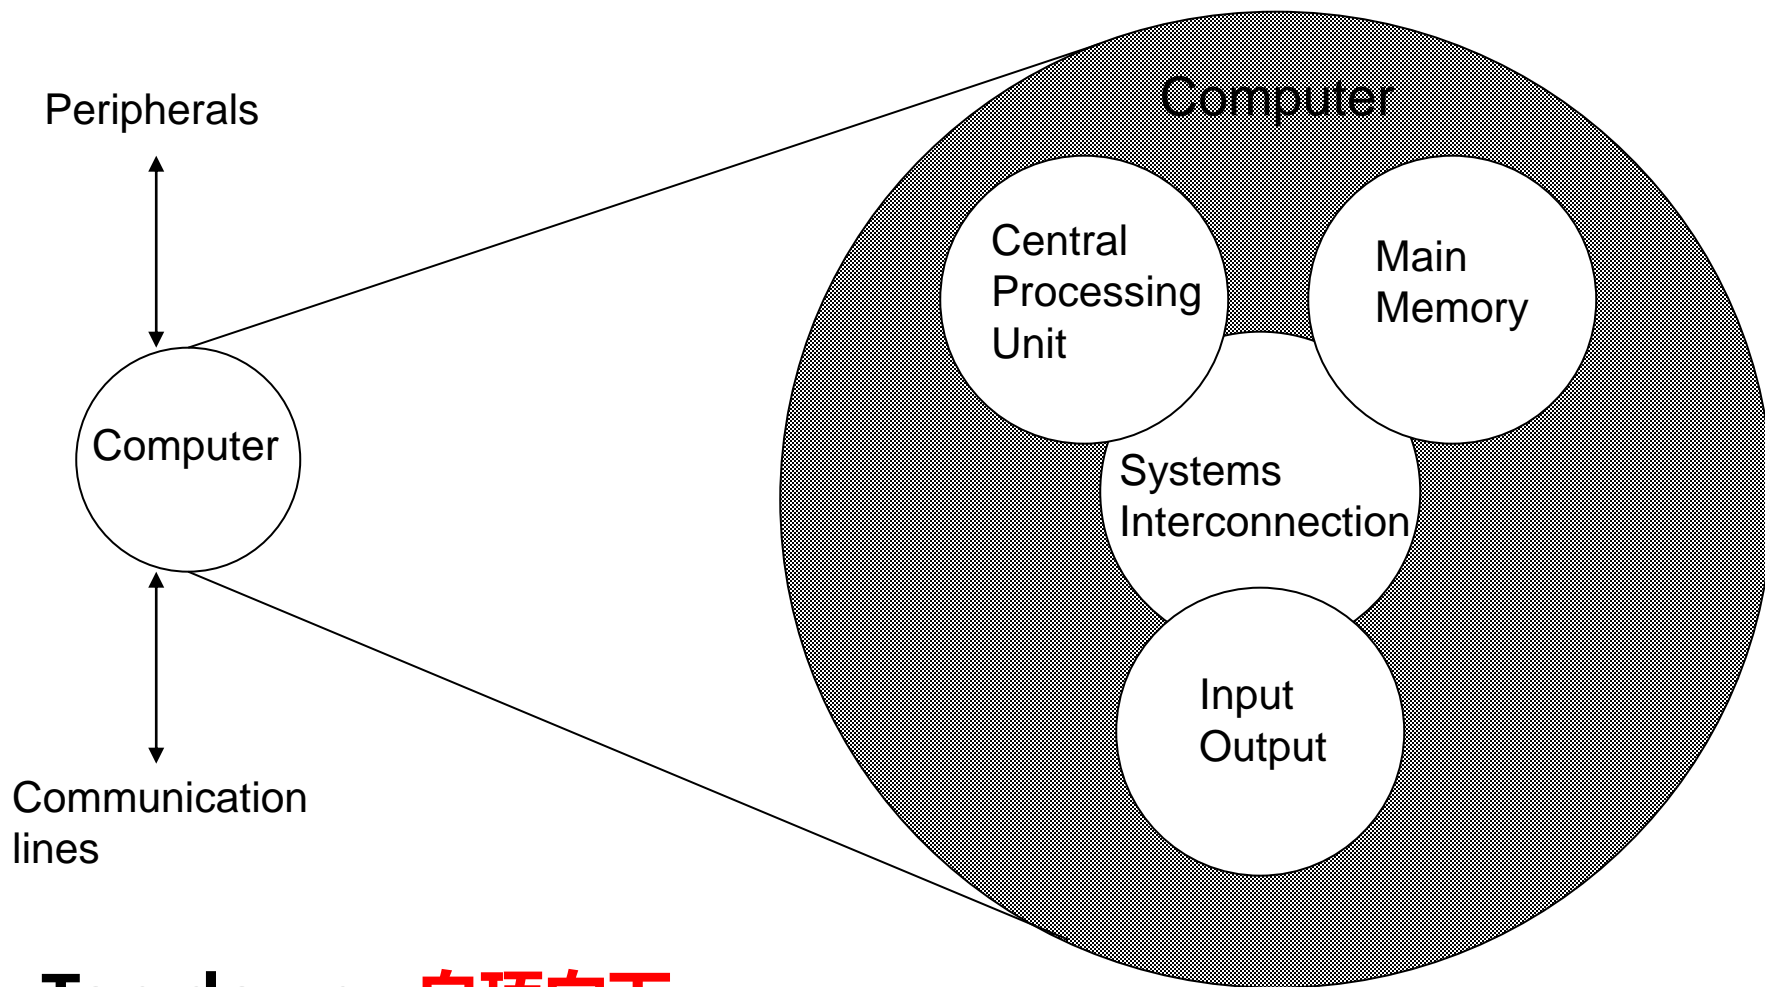 Peripherals
Computer
Communication
lines
Computer
Central
Processing
Unit
Main
Memory
Systems
Interconnection
Input
Output